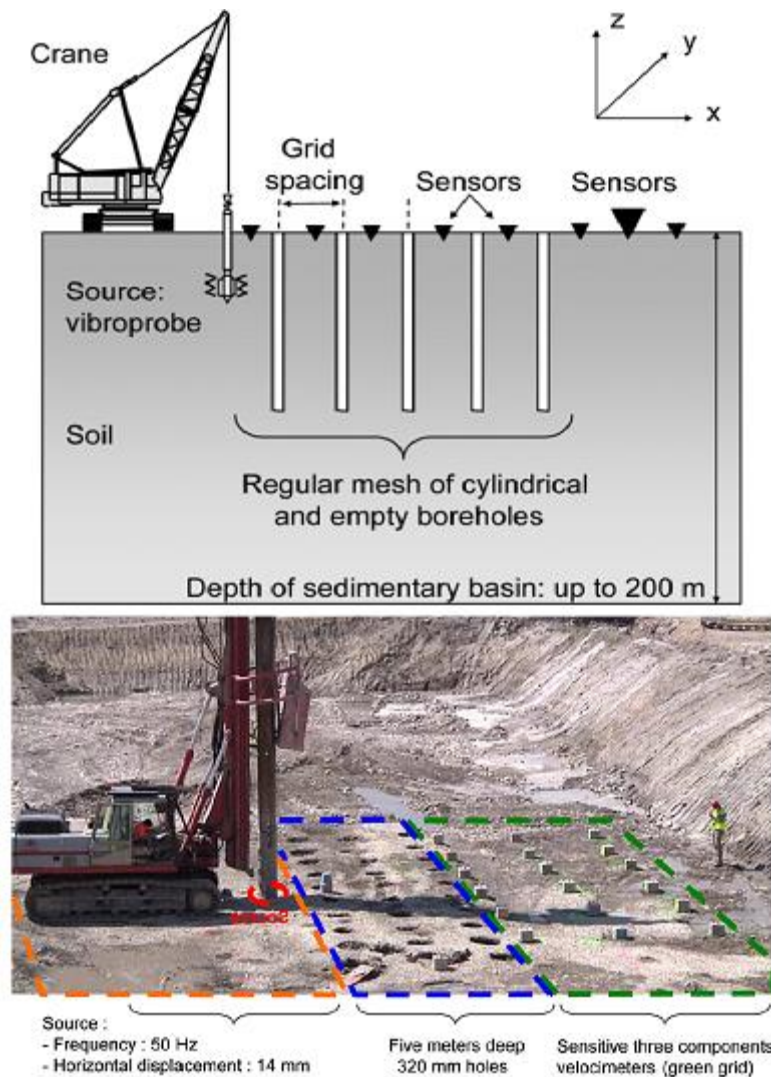 Crane
z
y
x
Grid
spacing
Sensors
Sensors
Source:
vibroprobe
Soil
Regular mesh of cylindrical
and empty boreholes
Depth of sedimentary basin: up to 200 m
Source :
- Frequency : 50 Hz
- Horizontal displacement : 14 mm
Five meters deep
320 mm holes
Sensitive three components
velocimeters (green grid)